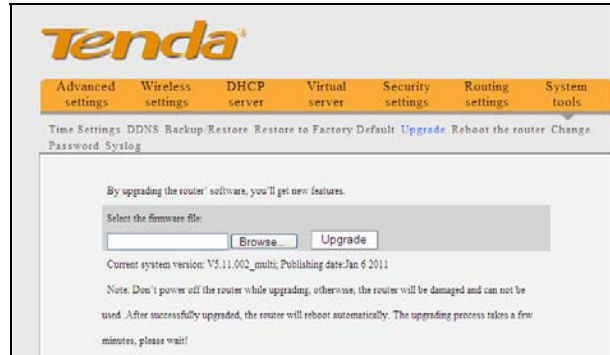 Tenda
Advanced settings
Wireless settings
DHCP server
Virtual server
Security settings
Routing settings
System tools
Time Settings DDNS Backup/Restore Restore to Factory Default Upgrade Reboot the router Change
Password Syslog
By upgrading the router' software, you'll get new features.
Select the firmware file:
Browse... Upgrade
Current system version: V5.11.002_multi; Publishing date:Jan 6 2011
Note: Don't power off the router while upgrading, otherwise, the router will be damaged and can not be
used .After successfully upgraded, the router will reboot automatically. The upgrading process takes a few
minutes, please wait!